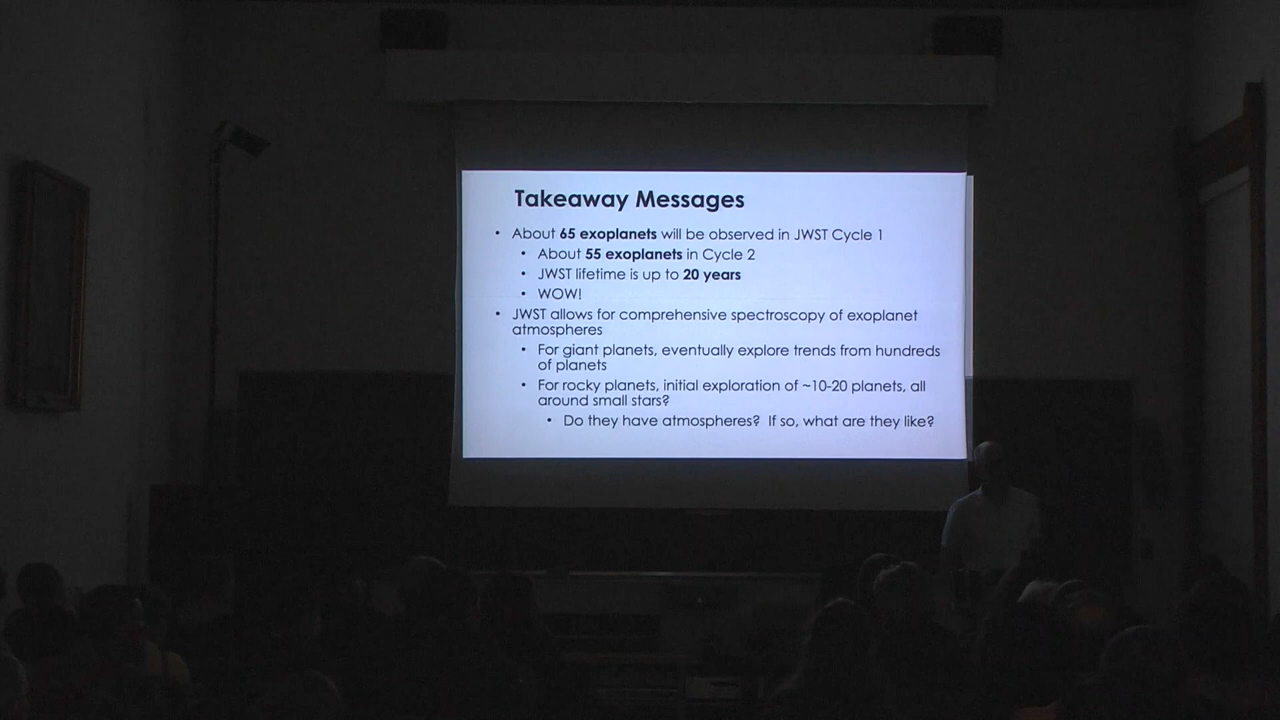 Takeaway Messages
• About 65 exoplanets will be observed in JWST Cycle 1
• About 55 exoplanets in Cycle 2
• JWST lifetime is up to 20 years
• WOW!
• JWST allows for comprehensive spectroscopy of exoplanet
atmospheres
• For giant planets, eventually explore trends from hundreds
of planets
• For rocky planets, initial exploration of ~10-20 planets, all
around small stars?
• Do they have atmospheres? If so, what are they like?